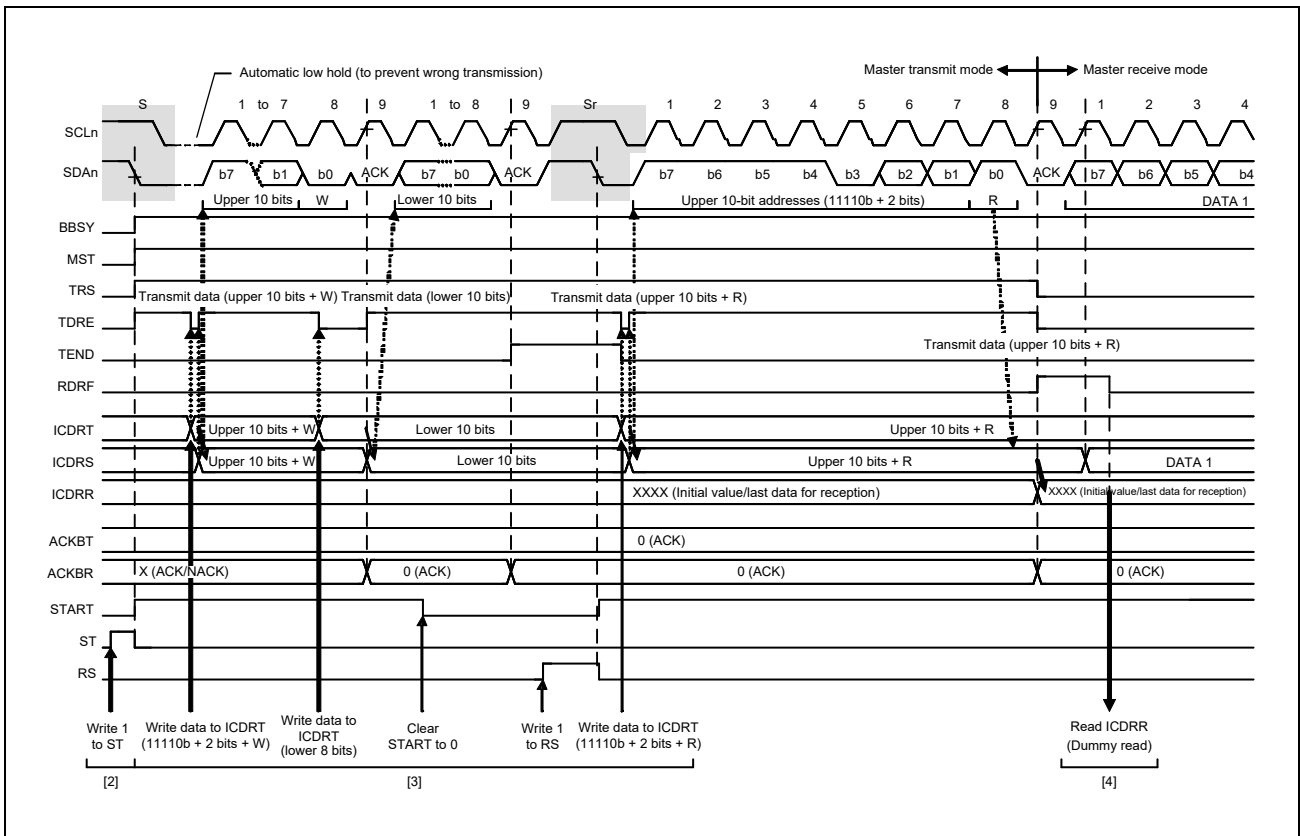 Automatic low hold (to prevent wrong transmission)
Master transmit mode
Master receive mode
S 1 to 7 8 9 1 to 8 9 Sr 1 2 3 4 5 6 7 8 9 1 2 3 4
SCLn
SDAn b7 b1 b0 ACK b7 b0 ACK b7 b6 b5 b4 b3 b2 b1 b0 ACK b7 b6 b5 b4
Upper 10 bits W Lower 10 bits Upper 10-bit addresses (11110b + 2 bits) R DATA 1
BBSY
MST
TRS
Transmit data (upper 10 bits + W) Transmit data (lower 10 bits) Transmit data (upper 10 bits + R)
TDRE
TEND
Transmit data (upper 10 bits + R)
RDRF
ICDRT Upper 10 bits + W Lower 10 bits Upper 10 bits + R
ICDRS Upper 10 bits + W Lower 10 bits Upper 10 bits + R DATA 1
ICDRR XXXX (Initial value/last data for reception) XXXX (Initial value/last data for reception)
ACKBT 0 (ACK)
ACKBR X (ACK/NACK) 0 (ACK) 0 (ACK) 0 (ACK)
START
ST
RS
Write 1
to ST
Write data to ICDRT
(11110b + 2 bits + W)
Write data to
ICDRT
(lower 8 bits)
Clear
START to 0
Write 1
to RS
Write data to ICDRT
(11110b + 2 bits + R)
Read ICDRR
(Dummy read)
[2] [3] [4]